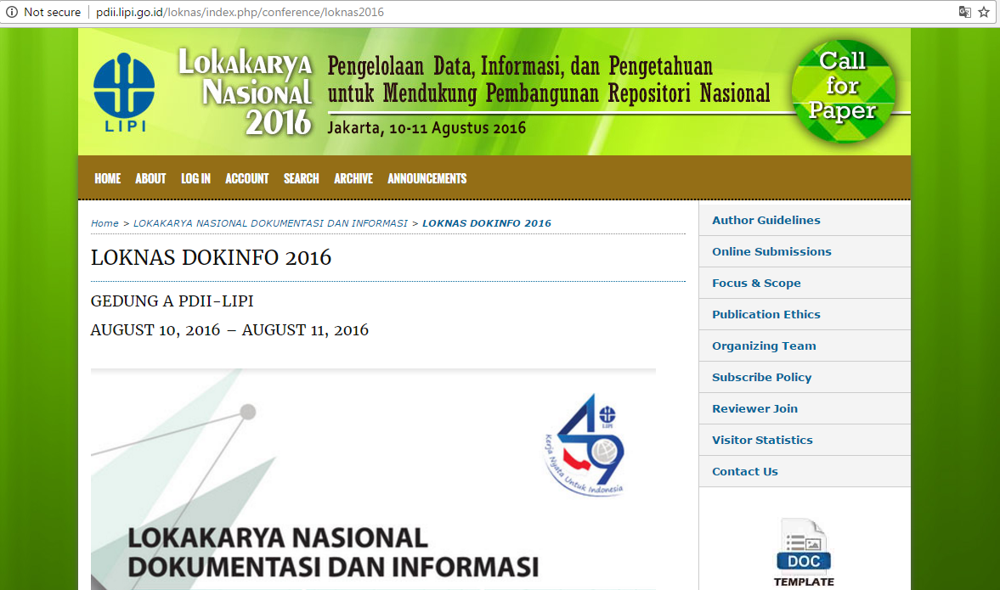 Not secure
pdii.lipi.go.id/loknas/index.php/conference/loknas2016
LIPI
Lokakarya
Nasional
2016
Pengelolaan Data, Informasi, dan Pengetahuan
untuk Mendukung Pembangunan Repositori Nasional
Jakarta, 10-11 Agustus 2016
Call
for
Paper
HOME ABOUT LOG IN ACCOUNT SEARCH ARCHIVE ANNOUNCEMENTS
Home > LOKAKARYA NASIONAL DOKUMENTASI DAN INFORMASI > LOKNAS DOKINFO 2016
LOKNAS DOKINFO 2016
GEDUNG A PDII-LIPI
AUGUST 10, 2016 – AUGUST 11, 2016
49
LIPI
Kerja Nyata Untuk Indonesia
LOKAKARYA NASIONAL
DOKUMENTASI DAN INFORMASI
Author Guidelines
Online Submissions
Focus & Scope
Publication Ethics
Organizing Team
Subscribe Policy
Reviewer Join
Visitor Statistics
Contact Us
DOC
TEMPLATE